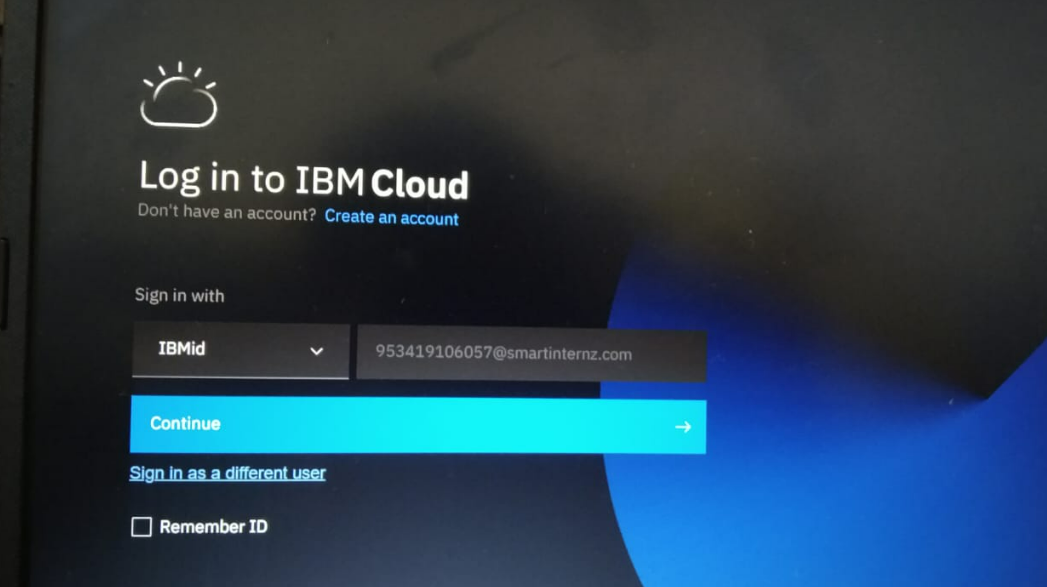 Log in to IBM Cloud
Don't have an account? Create an account
Sign in with
IBMid
953419106057@smartinternz.com
Continue
Sign in as a different user
Remember ID